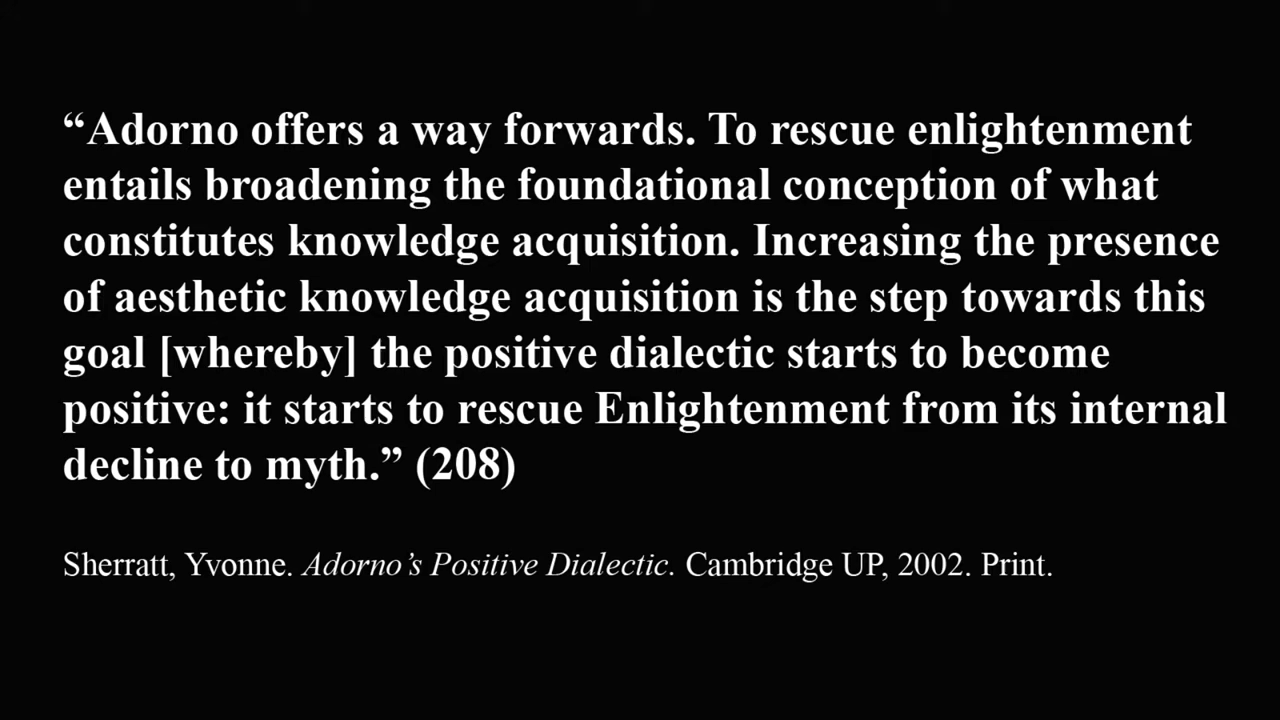 “Adorno offers a way forwards. To rescue enlightenment
entails broadening the foundational conception of what
constitutes knowledge acquisition. Increasing the presence
of aesthetic knowledge acquisition is the step towards this
goal [whereby] the positive dialectic starts to become
positive: it starts to rescue Enlightenment from its internal
decline to myth.” (208)
Sherratt, Yvonne. Adorno’s Positive Dialectic. Cambridge UP, 2002. Print.